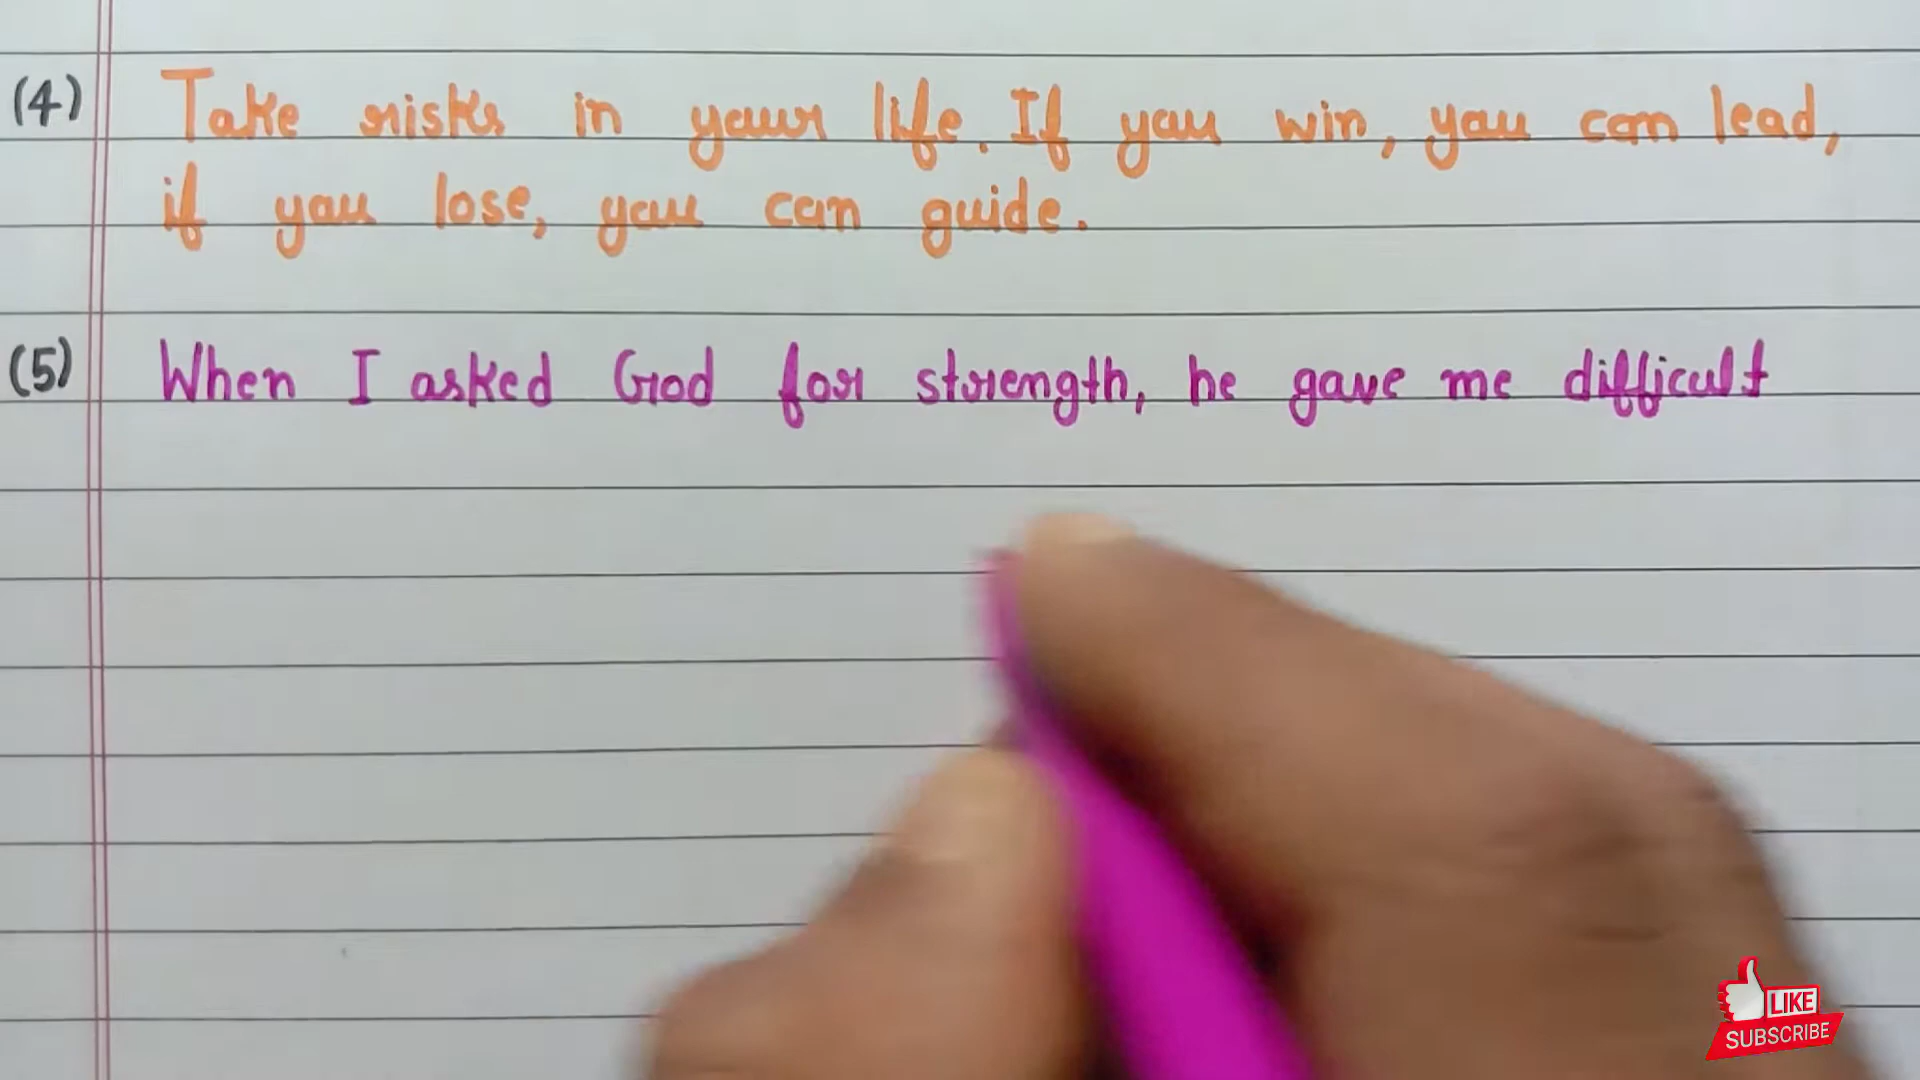 (4) Take risks in your life. If you win, you can lead,
if you lose, you can guide.
(5) When I asked God for strength, he gave me difficult
LIKE
SUBSCRIBE